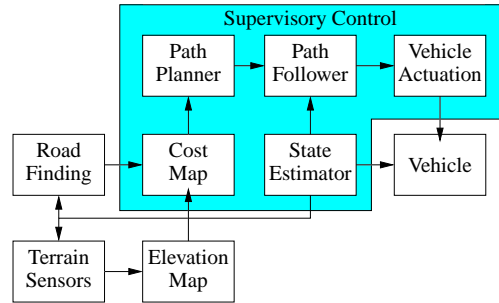 Supervisory Control
Path
Planner
Path
Follower
Vehicle
Actuation
Road
Finding
Cost
Map
State
Estimator
Vehicle
Terrain
Sensors
Elevation
Map